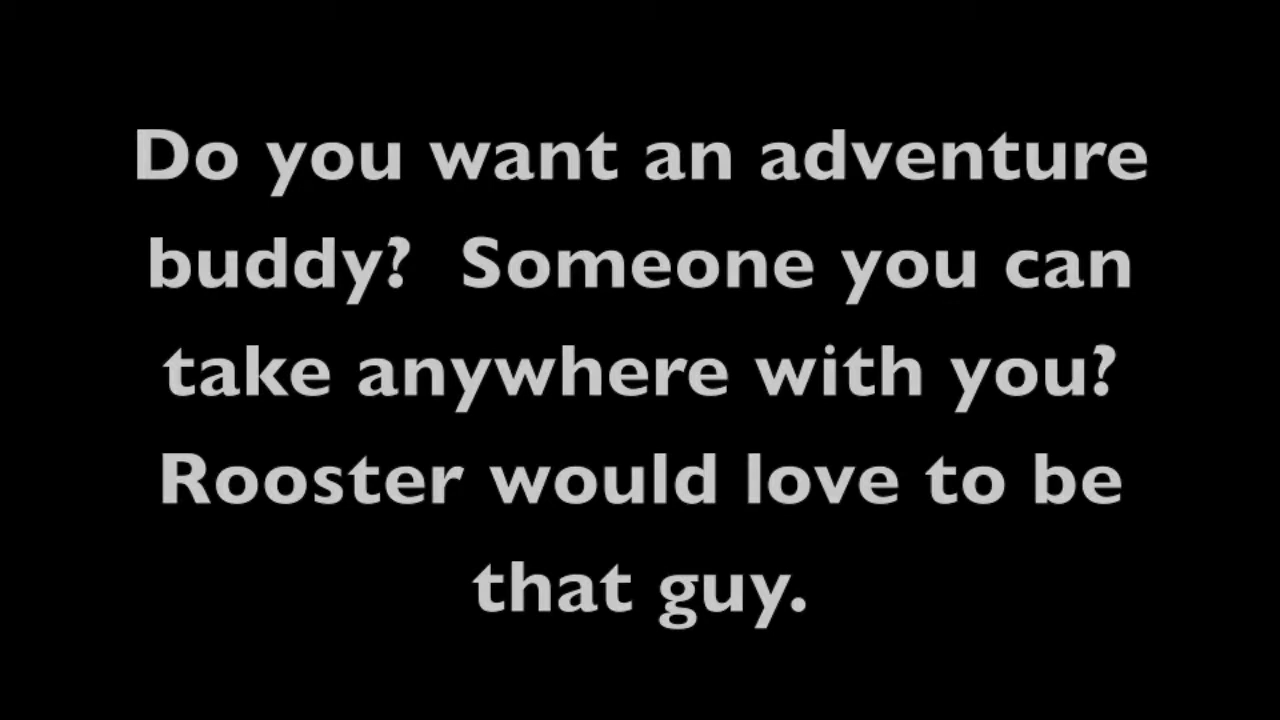 Do you want an adventure
buddy?  Someone you can
take anywhere with you?
Rooster would love to be
that guy.